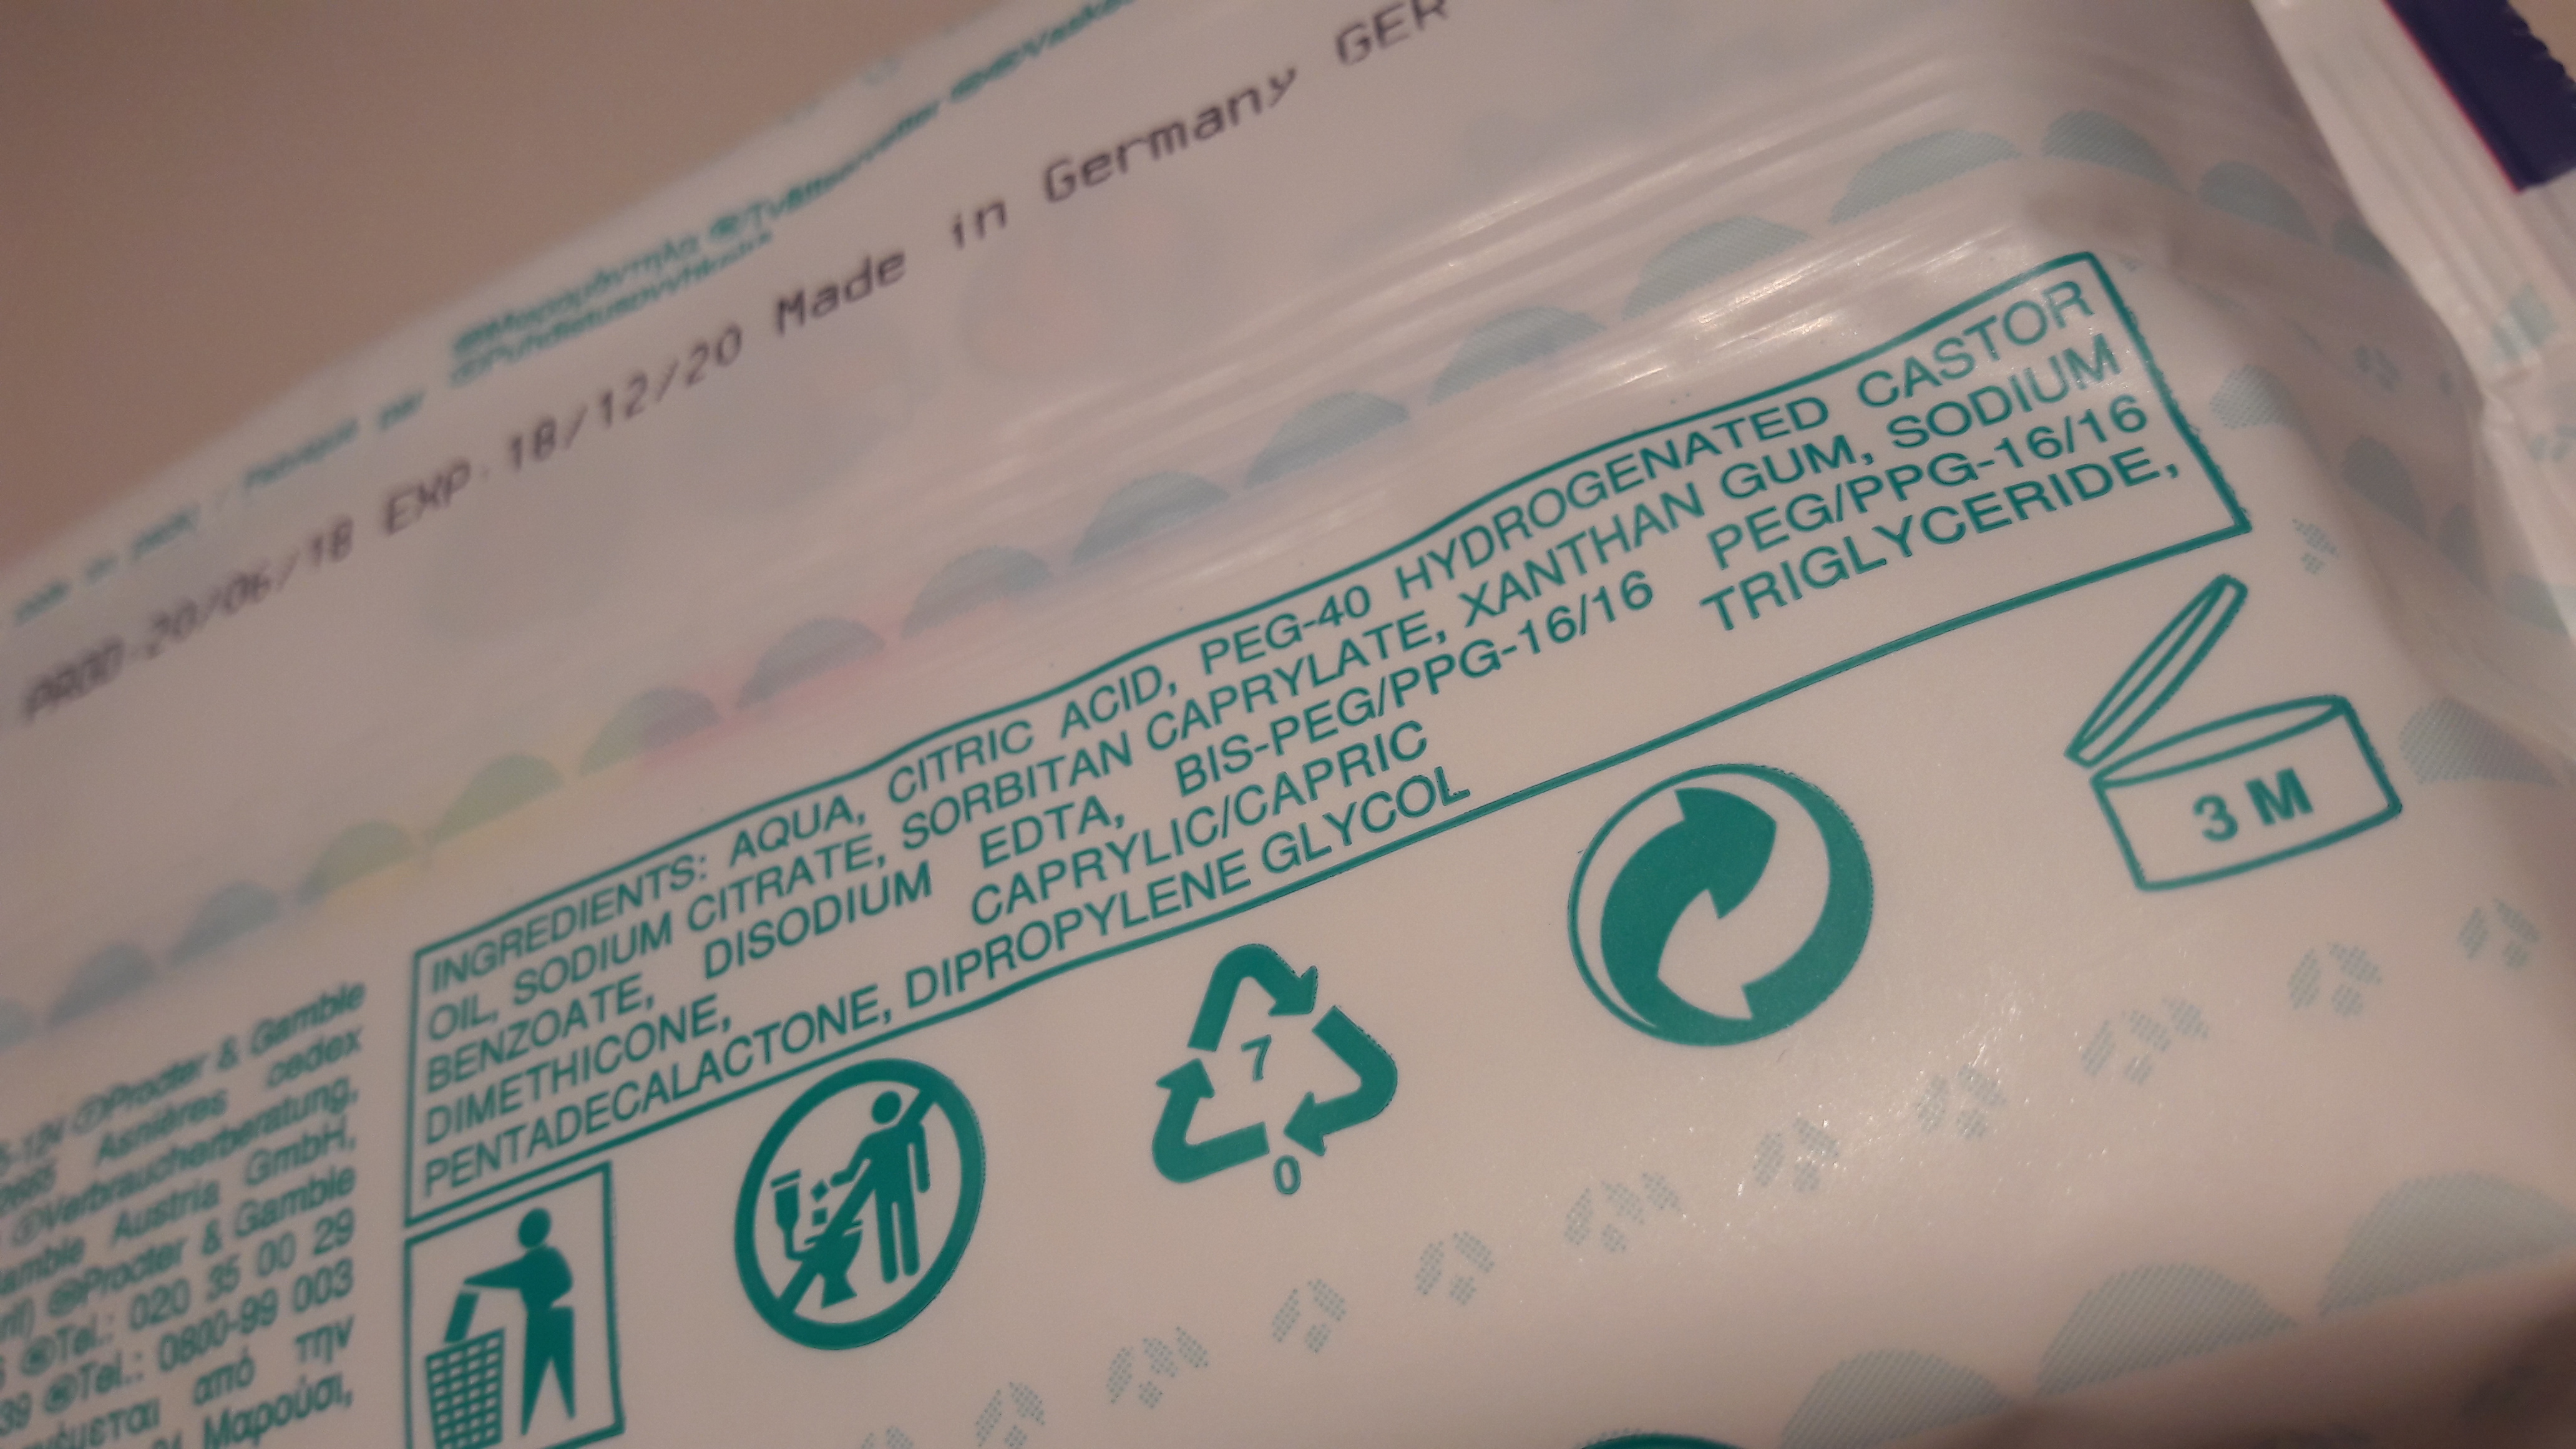 PROD.20/06/18 EXP.18/12/20 Made in Germany GER
INGREDIENTS: AQUA, CITRIC ACID, PEG-40 HYDROGENATED CASTOR
OIL, SODIUM CITRATE, SORBITAN CAPRYLATE, XANTHAN GUM, SODIUM
BENZOATE, DISODIUM EDTA, BIS-PEG/PPG-16/16 PEG/PPG-16/16
DIMETHICONE, CAPRYLIC/CAPRIC TRIGLYCERIDE,
PENTADECALACTONE, DIPROPYLENE GLYCOL
Procter & Gamble
Asnières cedex
Verbraucherberatung,
Austria GmbH,
Procter & Gamble
Tel.: 020 35 00 29
Tel.: 0800-99 003
από την
Μαρούσι,
7
0
3 M